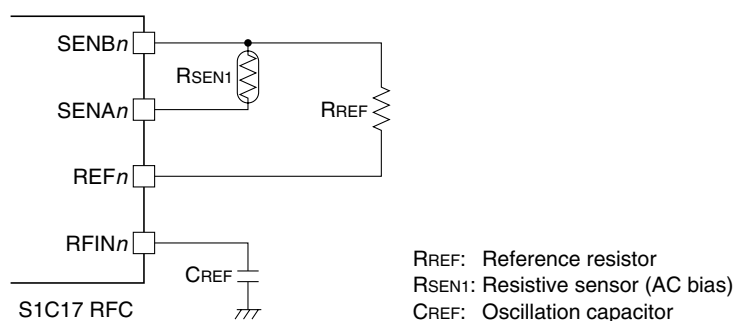 SENBn
RSEN1
SENAn
RREF
REFn
RFINn
CREF
S1C17 RFC
RREF: Reference resistor
RSEN1: Resistive sensor (AC bias)
CREF: Oscillation capacitor